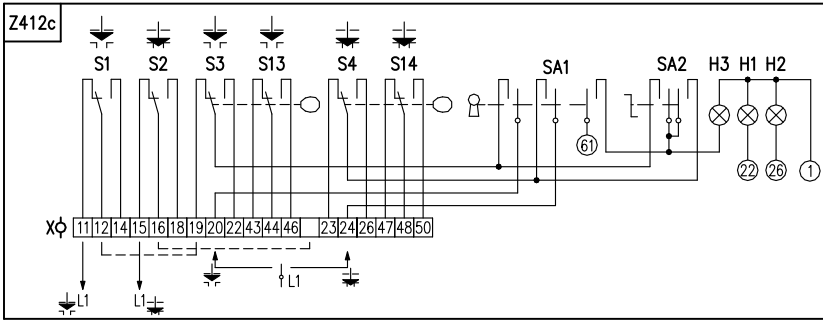 Z412c
S1 S2 S3 S13 S4 S14 SA1 SA2 H3 H1 H2
61
22 26 1
X 11 12 14 15 16 18 19 20 22 43 44 46 23 24 26 47 48 50
L1
L1 L1